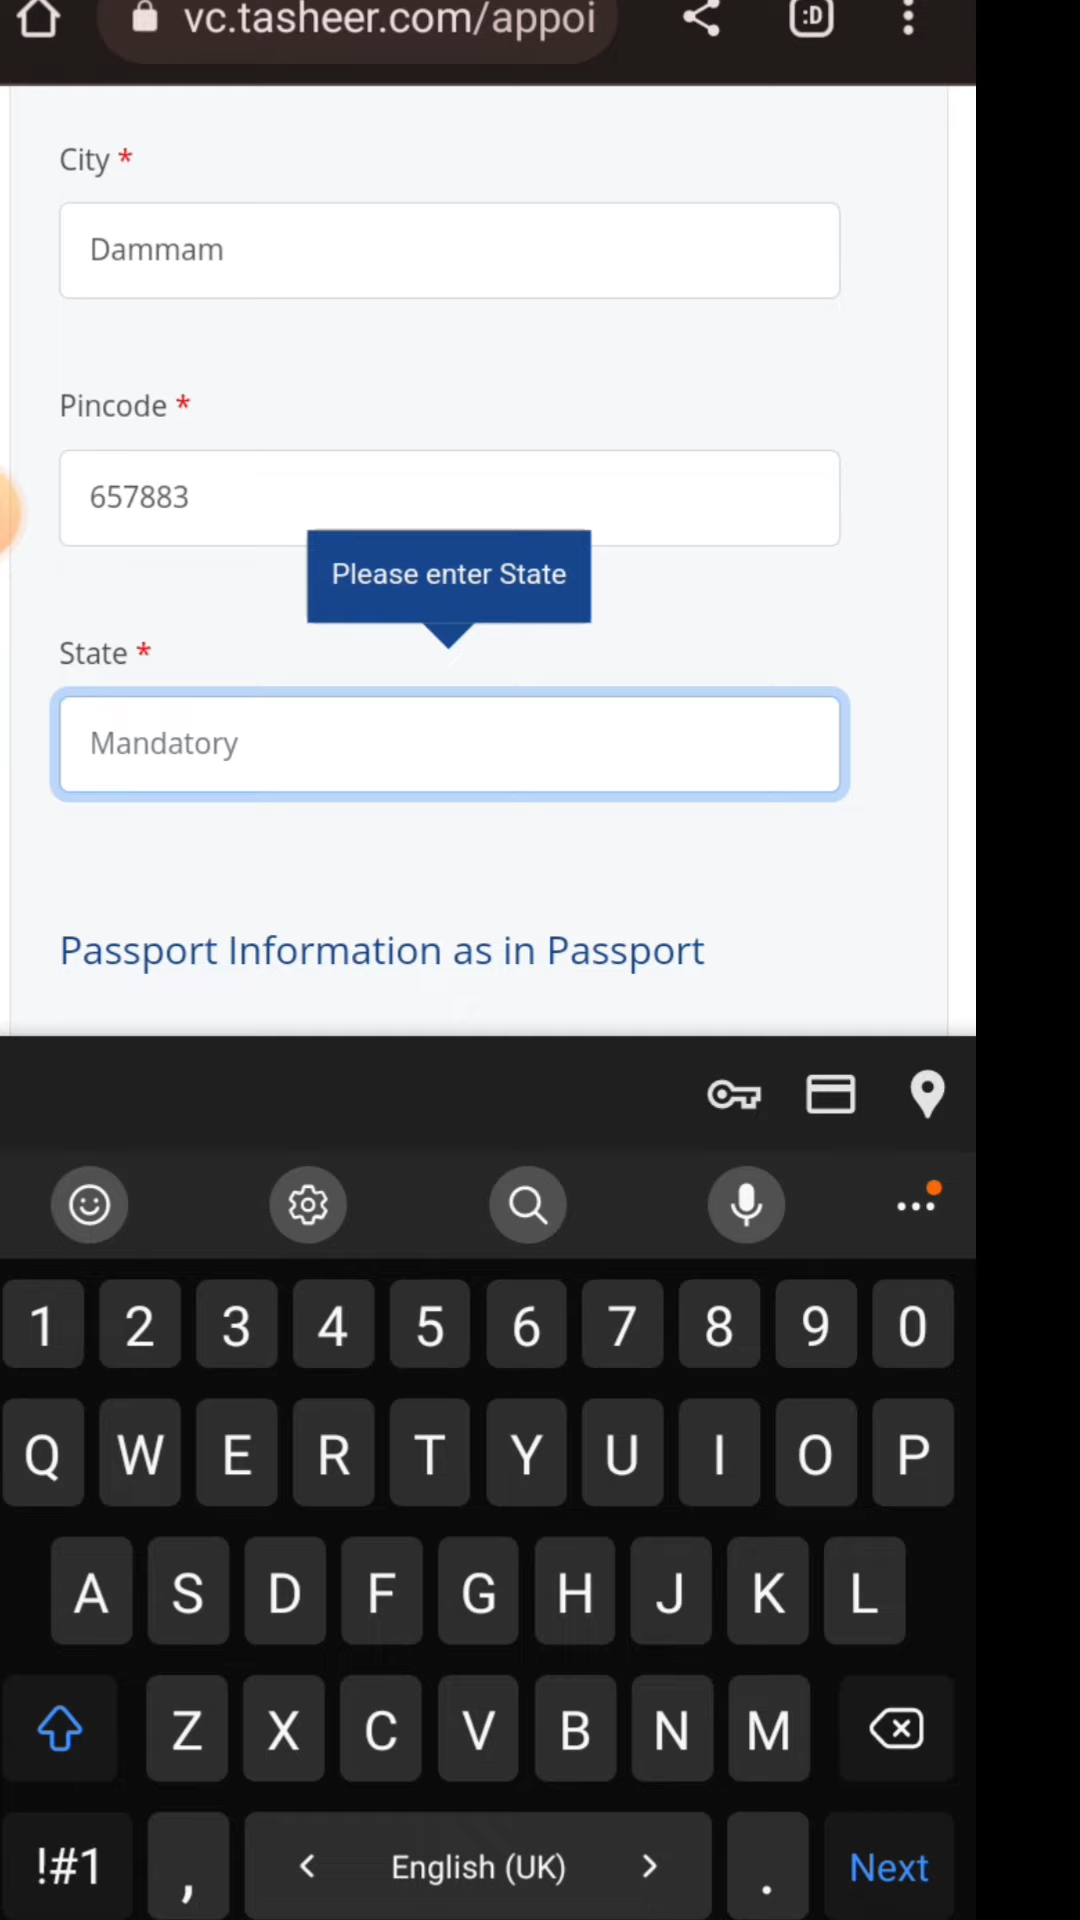 vc.tasheer.com/appoi
:D
City *
Dammam
Pincode *
657883
Please enter State
State *
Mandatory
Passport Information as in Passport
1 2 3 4 5 6 7 8 9 0
Q W E R T Y U I O P
A S D F G H J K L
Z X C V B N M
!#1 , < English (UK) > . Next